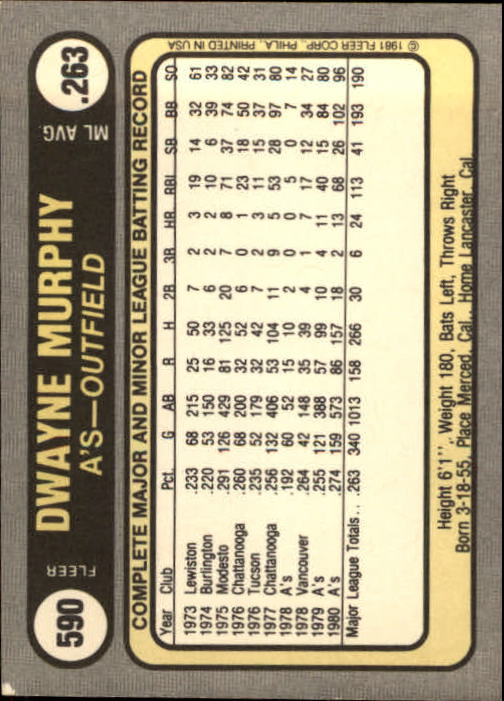 590
FLEER
DWAYNE MURPHY
A'S—OUTFIELD
ML AVG.
.263
COMPLETE MAJOR AND MINOR LEAGUE BATTING RECORD
Year Club Pct. G AB R H 2B 3B HR RBI SB BB SO
1973 Lewiston .233 68 215 25 50 7 2 3 19 14 32 61
1974 Burlington .220 53 150 16 33 6 2 2 10 6 39 33
1975 Modesto .291 126 429 81 125 20 7 8 71 37 74 82
1976 Chattanooga .260 68 200 32 52 6 0 1 23 18 50 42
1976 Tucson .235 52 179 32 42 7 1 3 11 15 37 31
1977 Chattanooga .256 132 406 53 104 11 9 5 53 28 97 80
1978 A's .192 60 52 15 10 2 0 0 5 0 7 14
1978 Vancouver .264 42 148 35 39 4 1 7 17 12 34 27
1979 A's .255 121 388 57 99 10 4 11 40 15 84 80
1980 A's .274 159 573 86 157 18 2 13 68 26 102 96
Major League Totals . . .263 340 1013 158 266 30 6 24 113 41 193 190
Height 6'1'', Weight 180, Bats Left, Throws Right
Born 3-18-55, Place Merced, Cal., Home Lancaster, Cal.
© 1981 FLEER CORP., PHILA., PRINTED IN USA